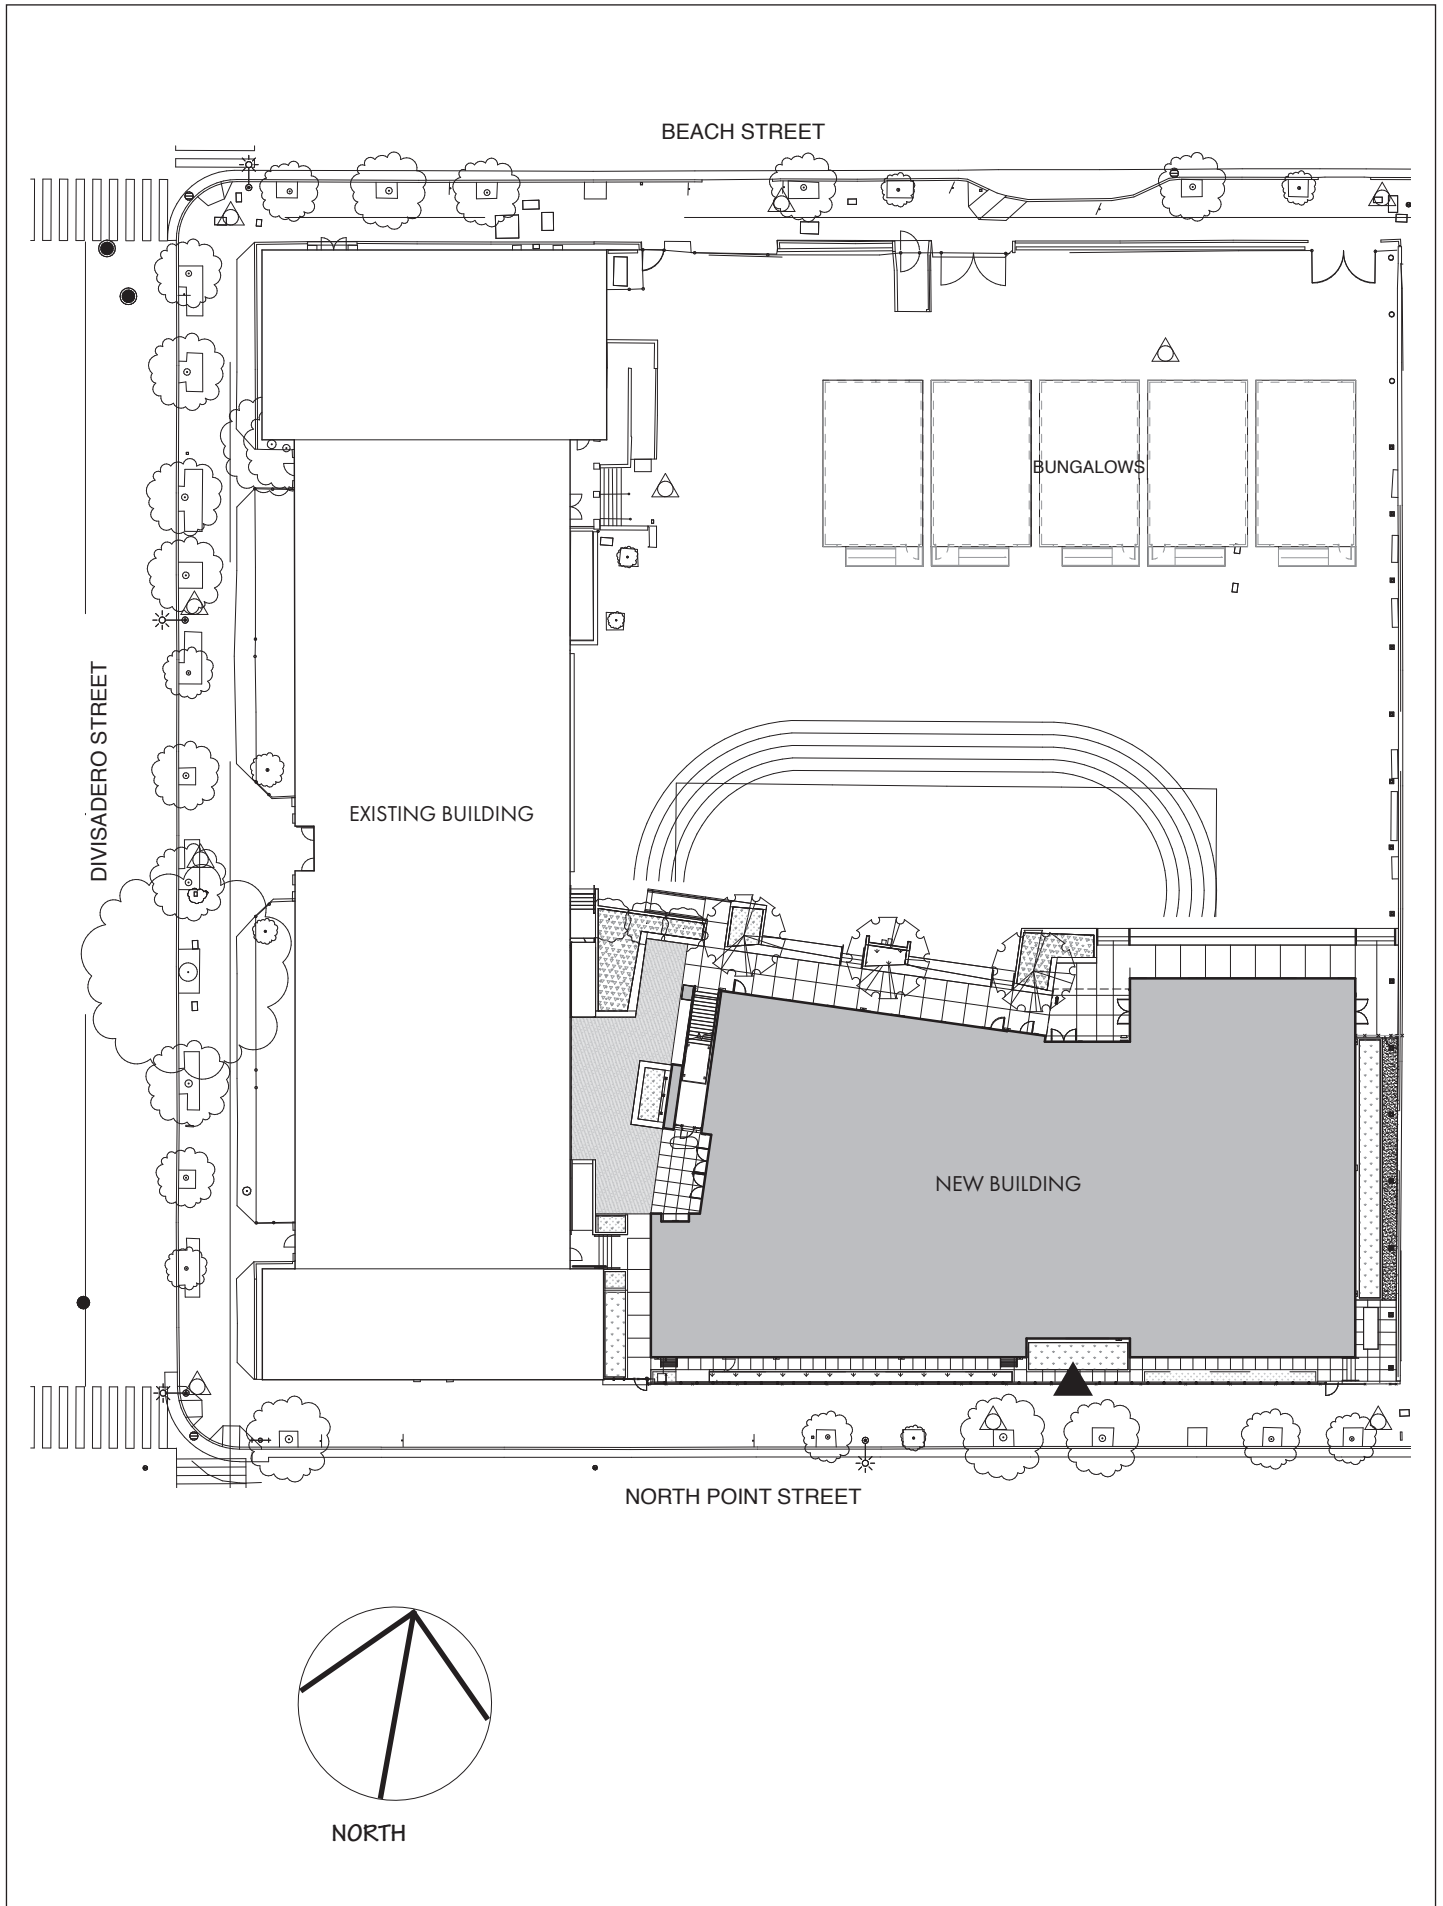 BEACH STREET
BUNGALOWS
DIVISADERO STREET
EXISTING BUILDING
NEW BUILDING
NORTH POINT STREET
NORTH